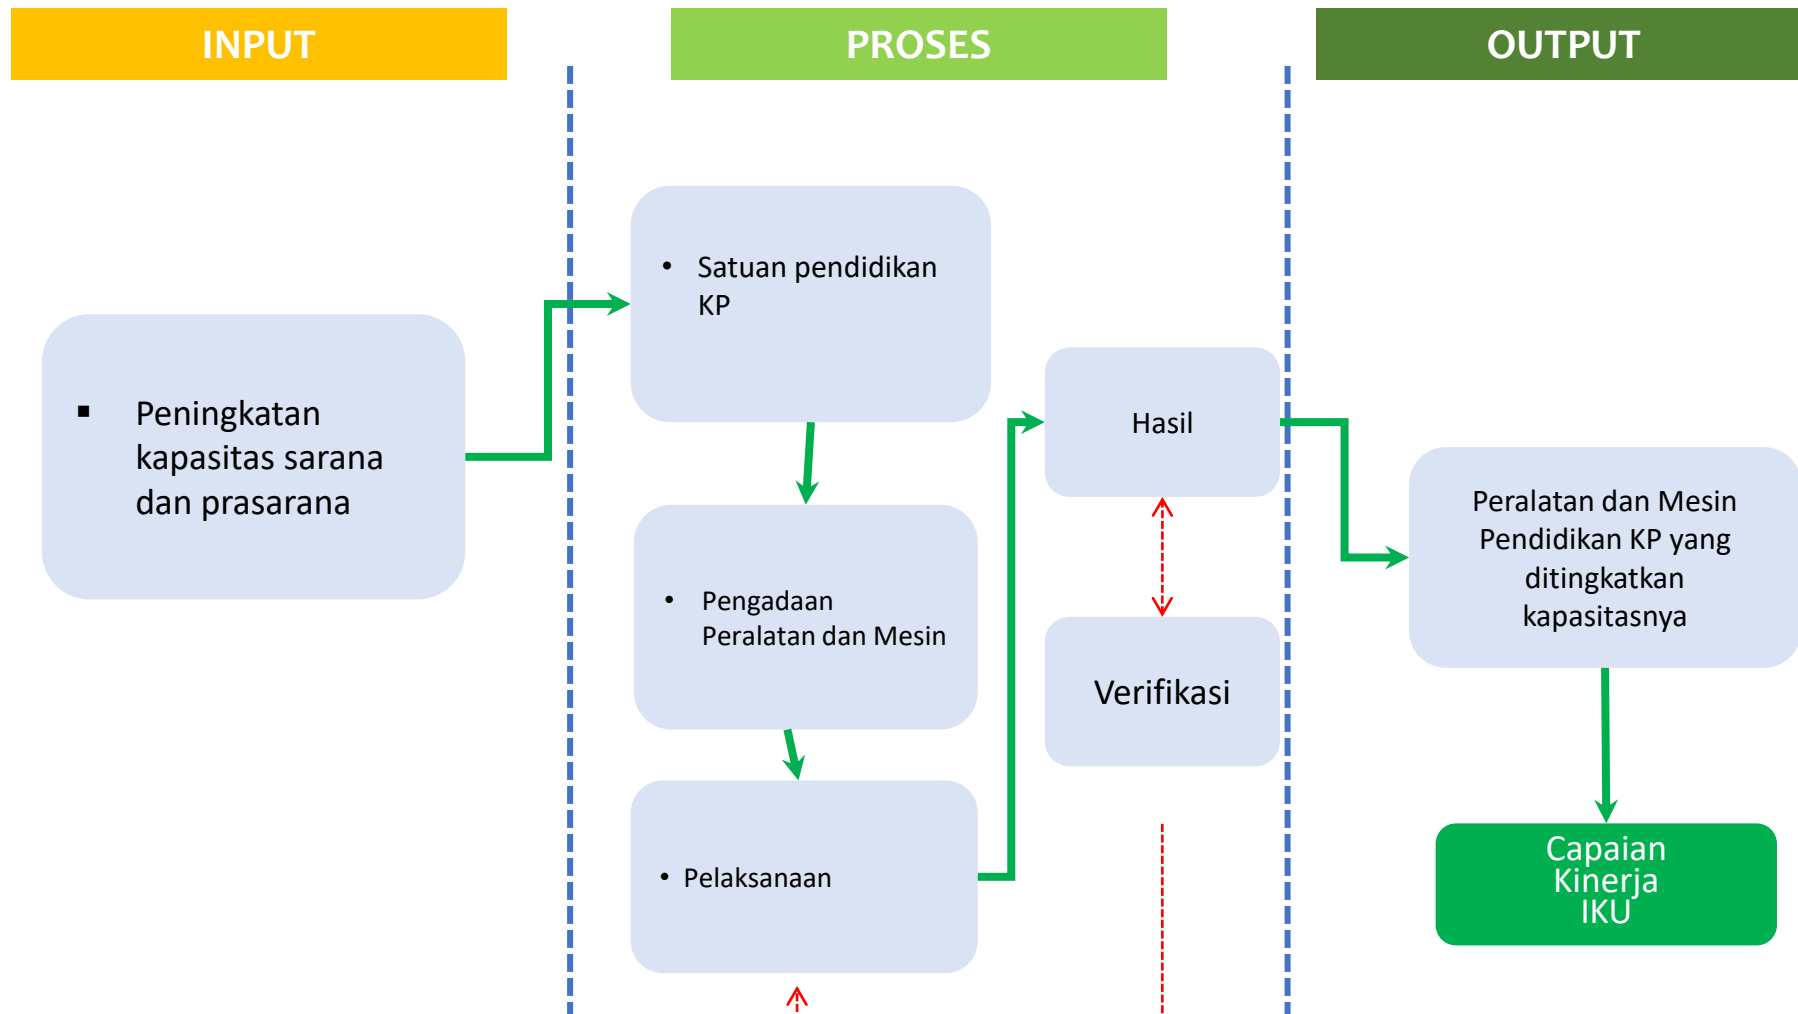 INPUT
PROSES
OUTPUT
▪ Peningkatan
kapasitas sarana
dan prasarana
• Satuan pendidikan
KP
• Pengadaan
Peralatan dan Mesin
• Pelaksanaan
Hasil
Verifikasi
Peralatan dan Mesin
Pendidikan KP yang
ditingkatkan
kapasitasnya
Capaian
Kinerja
IKU